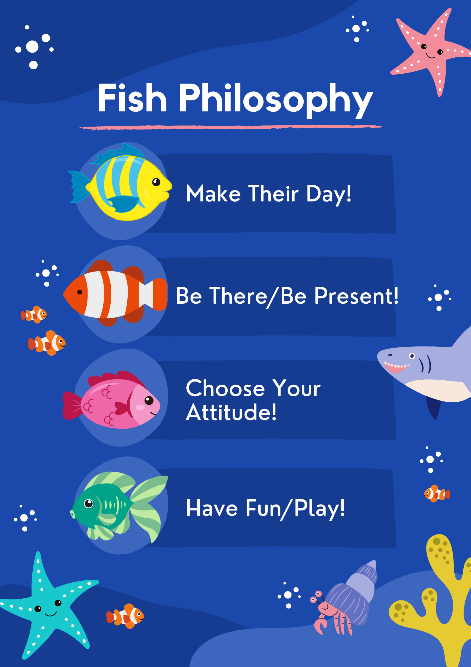 Fish Philosophy
Make Their Day!
Be There/Be Present!
Choose Your
Attitude!
Have Fun/Play!